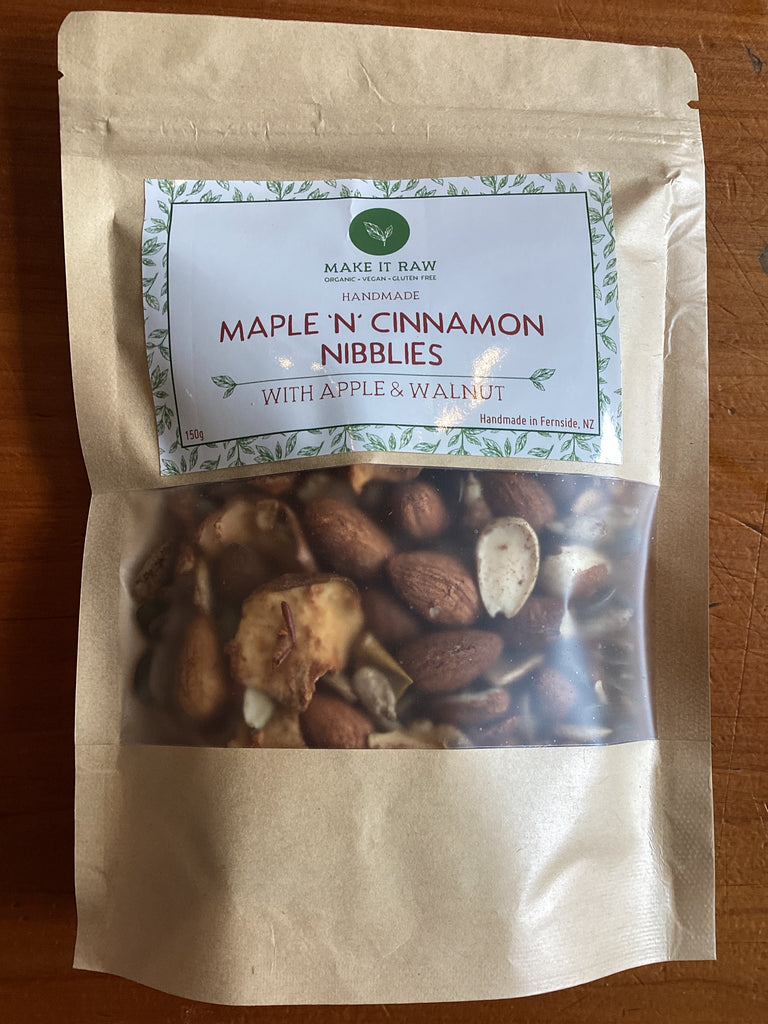 MAKE IT RAW
ORGANIC - VEGAN - GLUTEN FREE
HANDMADE
MAPLE 'N' CINNAMON
NIBBLIES
WITH APPLE & WALNUT
Handmade in Fernside, NZ
150g